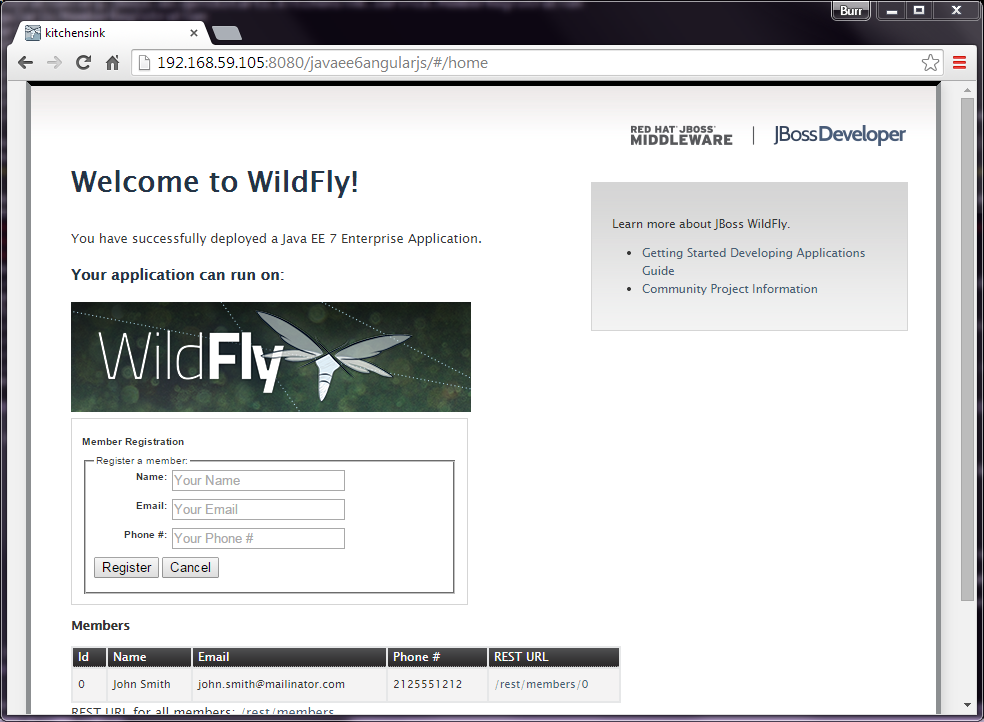 Burr
kitchensink
192.168.59.105:8080/javaee6angularjs/#/home
RED HAT JBOSS
MIDDLEWARE
JBossDeveloper
Welcome to WildFly!
You have successfully deployed a Java EE 7 Enterprise Application.
Your application can run on:
WildFly
Learn more about JBoss WildFly.
Getting Started Developing Applications
Guide
Community Project Information
Member Registration
Register a member:
Name: Your Name
Email: Your Email
Phone #: Your Phone #
Register Cancel
Members
Id Name Email Phone # REST URL
0 John Smith john.smith@mailinator.com 2125551212 /rest/members/0
REST URL for all members: /rest/members